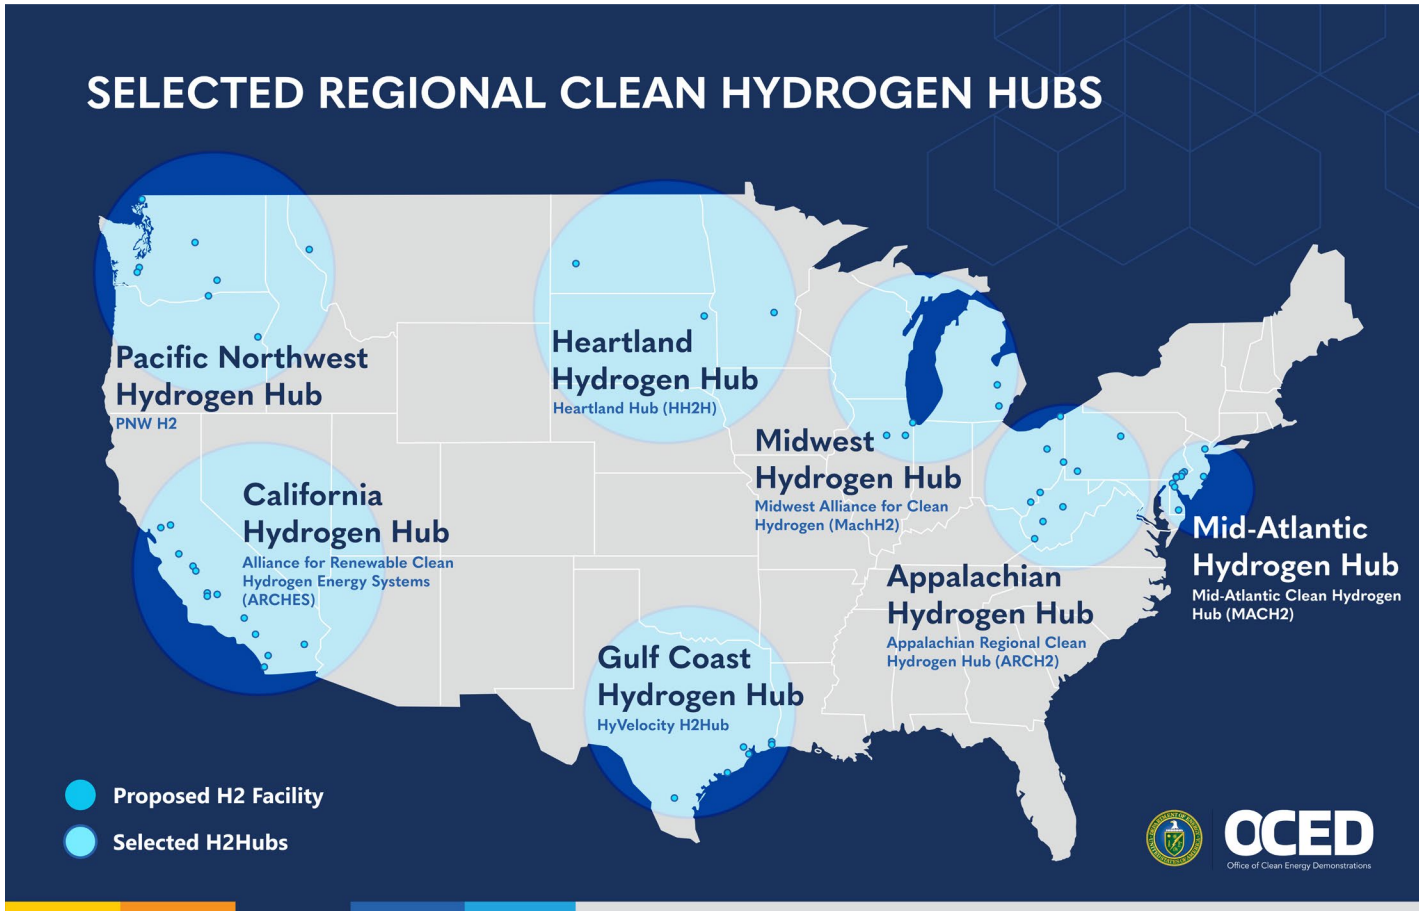 SELECTED REGIONAL CLEAN HYDROGEN HUBS
Pacific Northwest
Hydrogen Hub
PNW H2
Heartland
Hydrogen Hub
Heartland Hub (HH2H)
Midwest
Hydrogen Hub
Midwest Alliance for Clean
Hydrogen (MachH2)
California
Hydrogen Hub
Alliance for Renewable Clean
Hydrogen Energy Systems
(ARCHES)
Mid-Atlantic
Hydrogen Hub
Mid-Atlantic Clean Hydrogen
Hub (MACH2)
Appalachian
Hydrogen Hub
Appalachian Regional Clean
Hydrogen Hub (ARCH2)
Gulf Coast
Hydrogen Hub
HyVelocity H2Hub
Proposed H2 Facility
Selected H2Hubs
OCED
Office of Clean Energy Demonstrations